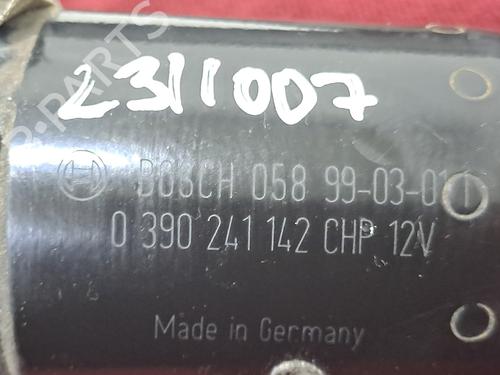 2311007
BOSCH 058 99-03-01
0 390 241 142 CHP 12V
Made in Germany